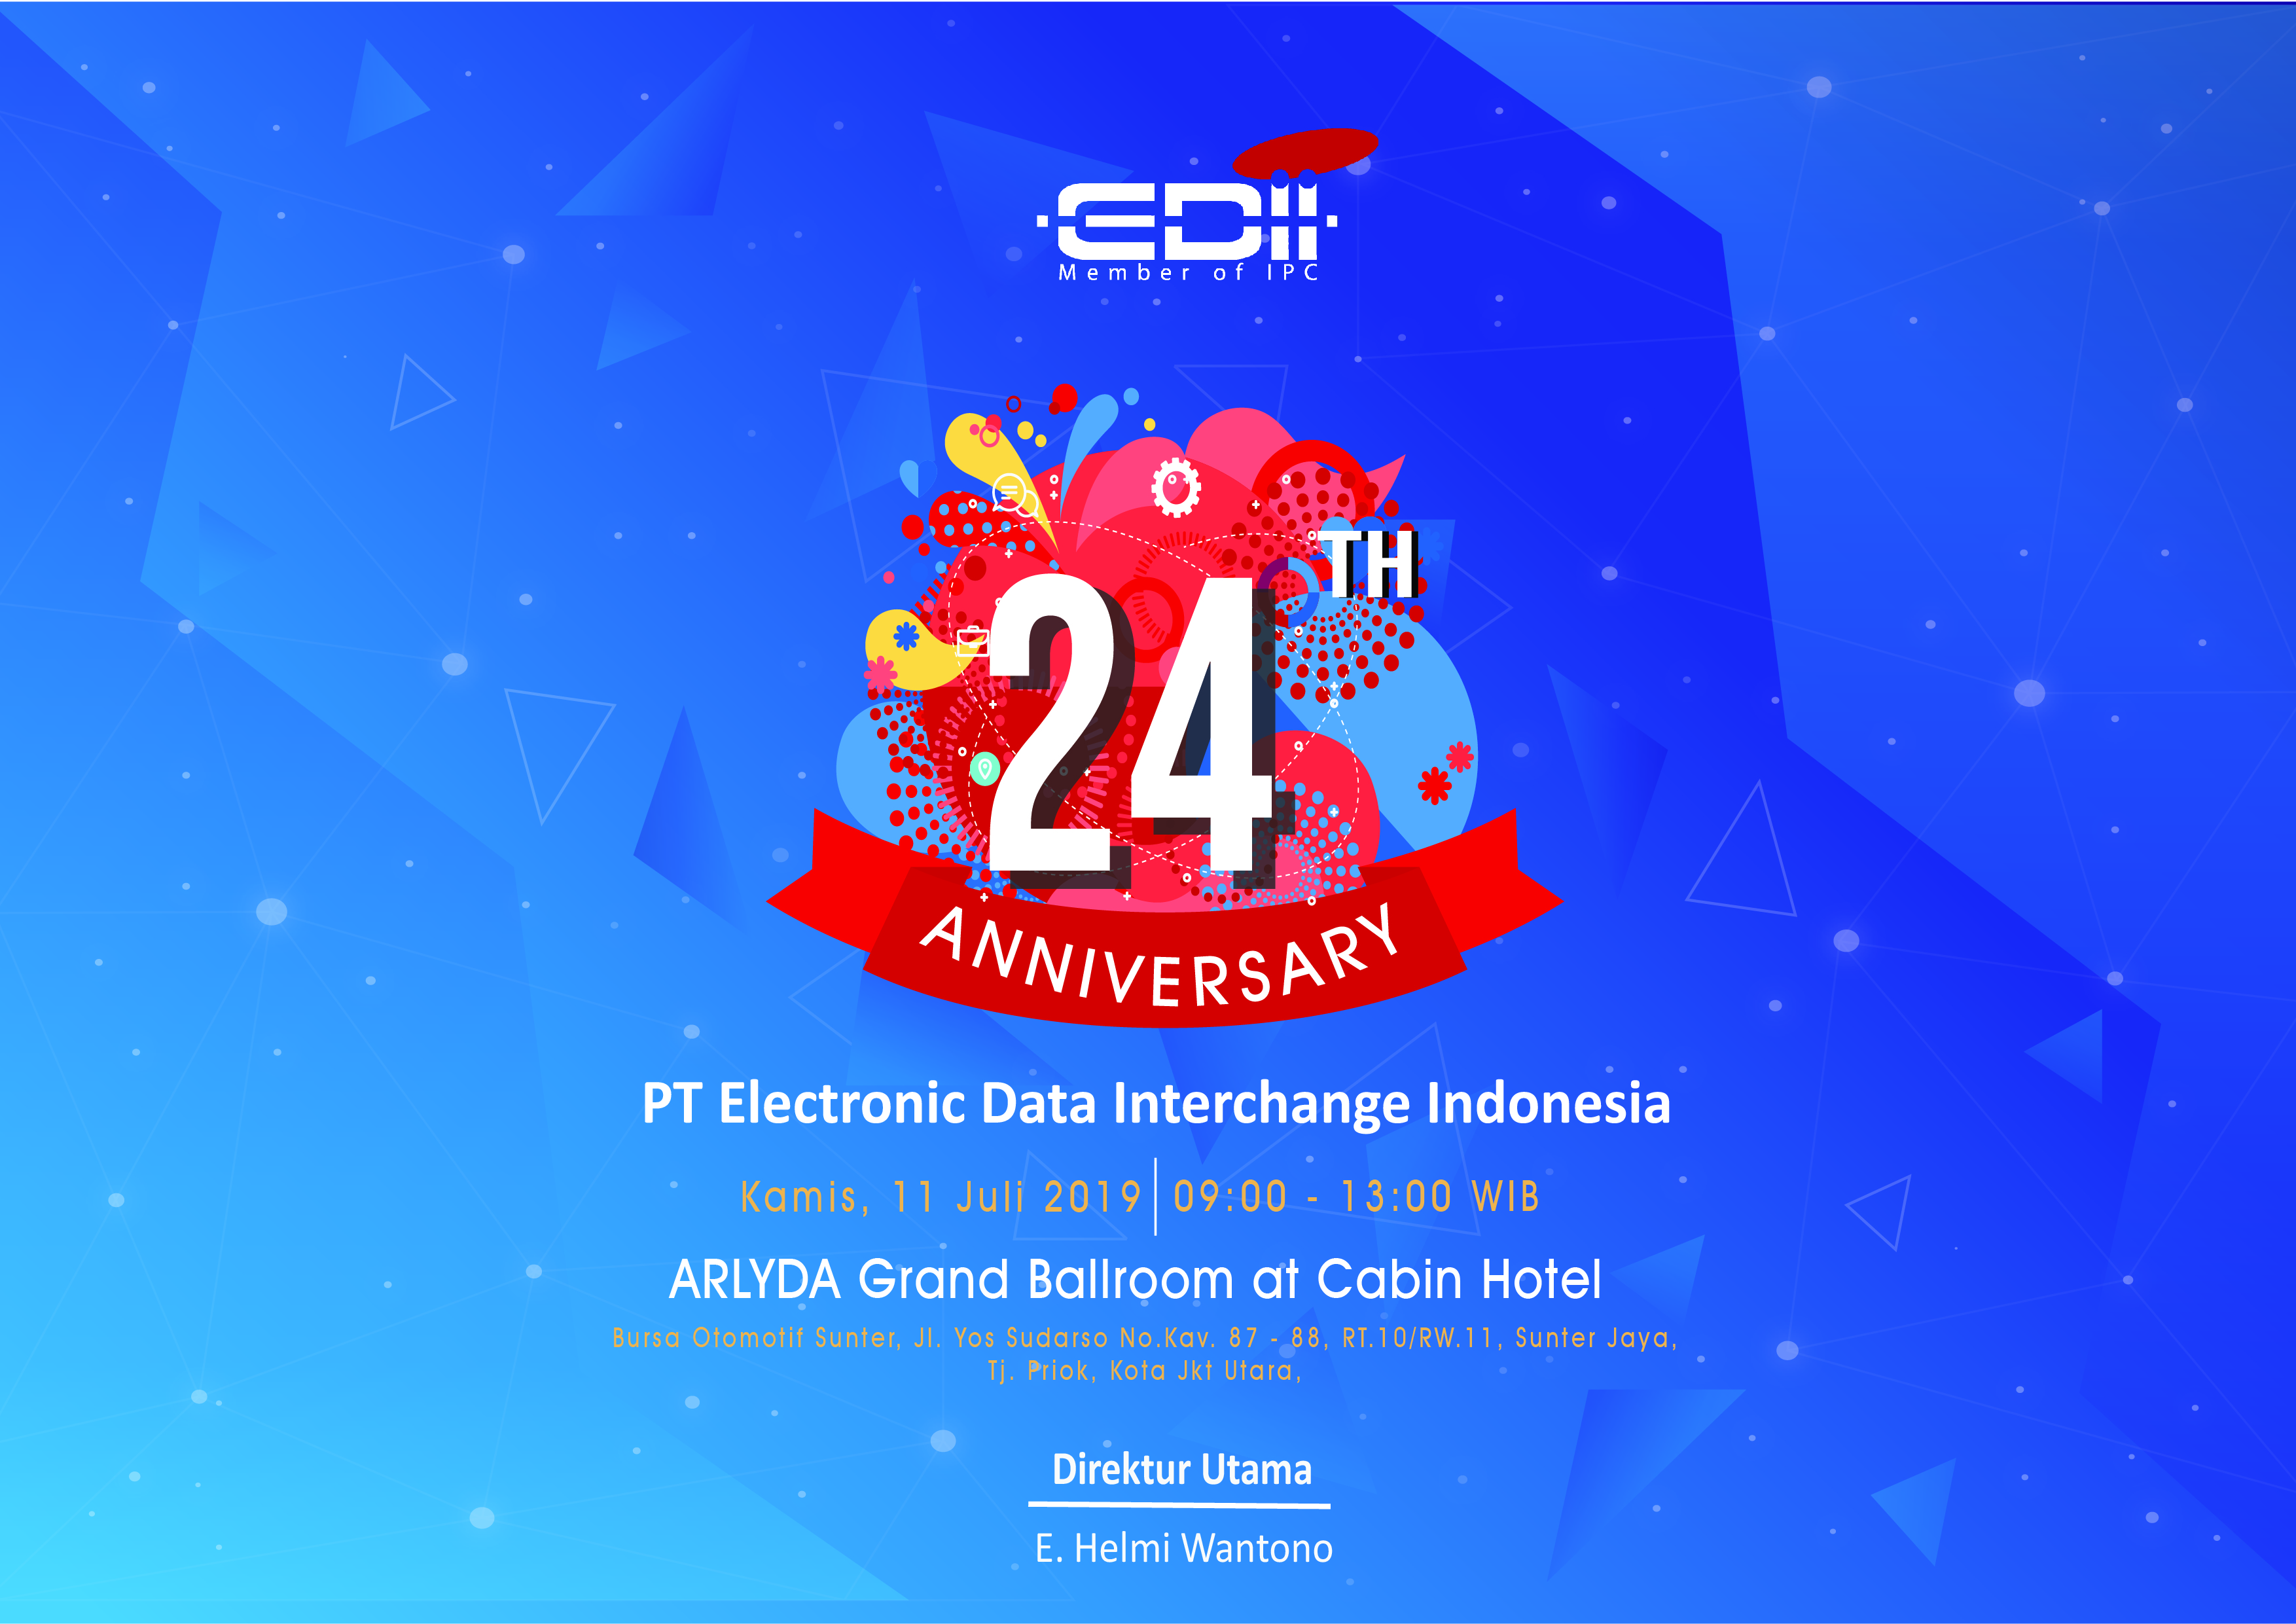 EDII
Member of IPC
24TH
ANNIVERSARY
PT Electronic Data Interchange Indonesia
Kamis, 11 Juli 2019 | 09:00 - 13:00 WIB
ARLYDA Grand Ballroom at Cabin Hotel
Bursa Otomotif Sunter, Jl. Yos Sudarso No.Kav. 87 - 88, RT.10/RW.11, Sunter Jaya,
Tj. Priok, Kota Jkt Utara,
Direktur Utama
E. Helmi Wantono